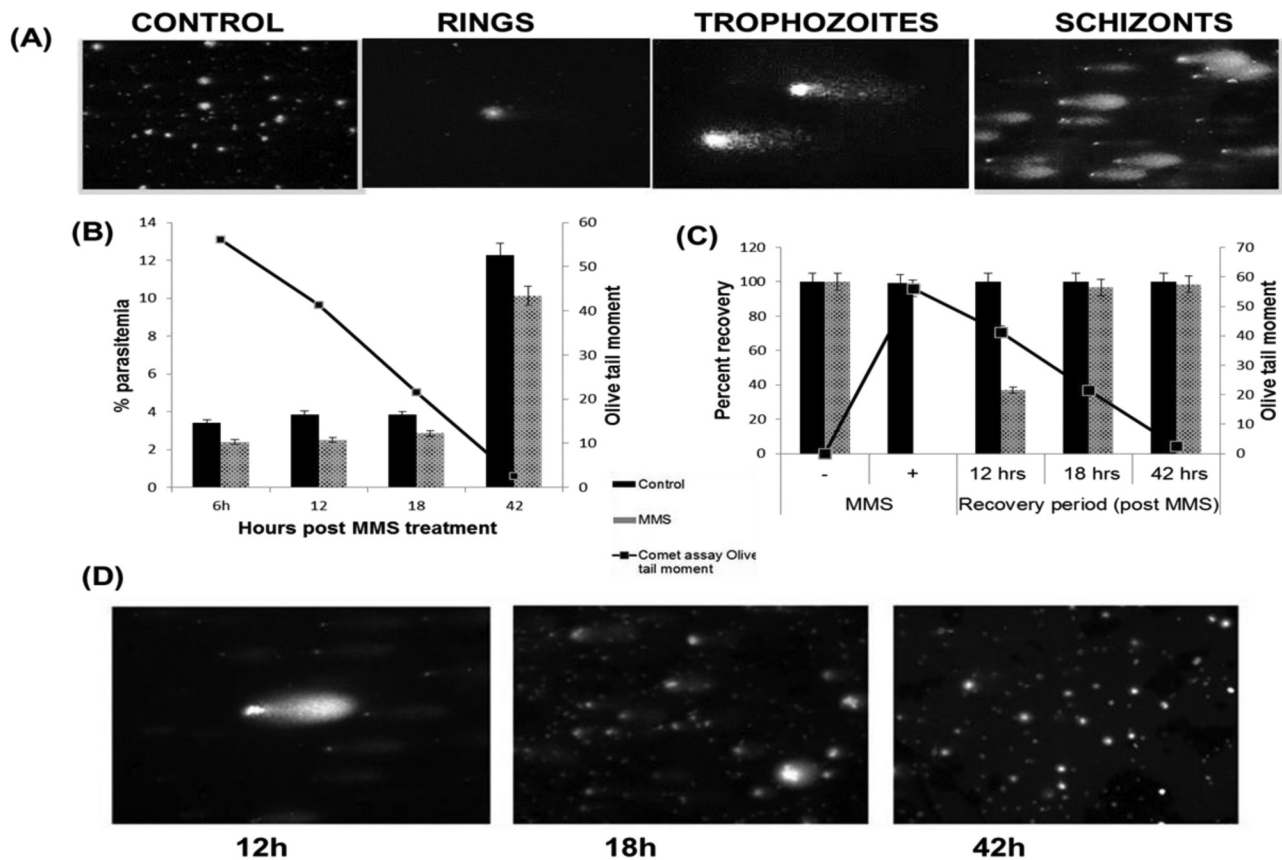 CONTROL RINGS TROPHOZOITES SCHIZONTS
(A)
(B)
14
12
10
8
6
4
2
0
% parasitemia
60
50
40
30
20
10
0
Olive tail moment
6h 12 18 42
Hours post MMS treatment
Control
MMS
Comet assay Olive
tail moment
(C)
120
100
80
60
40
20
0
Percent recovery
70
60
50
40
30
20
10
0
Olive tail moment
- + 12 hrs 18 hrs 42 hrs
MMS Recovery period (post MMS)
(D)
12h 18h 42h